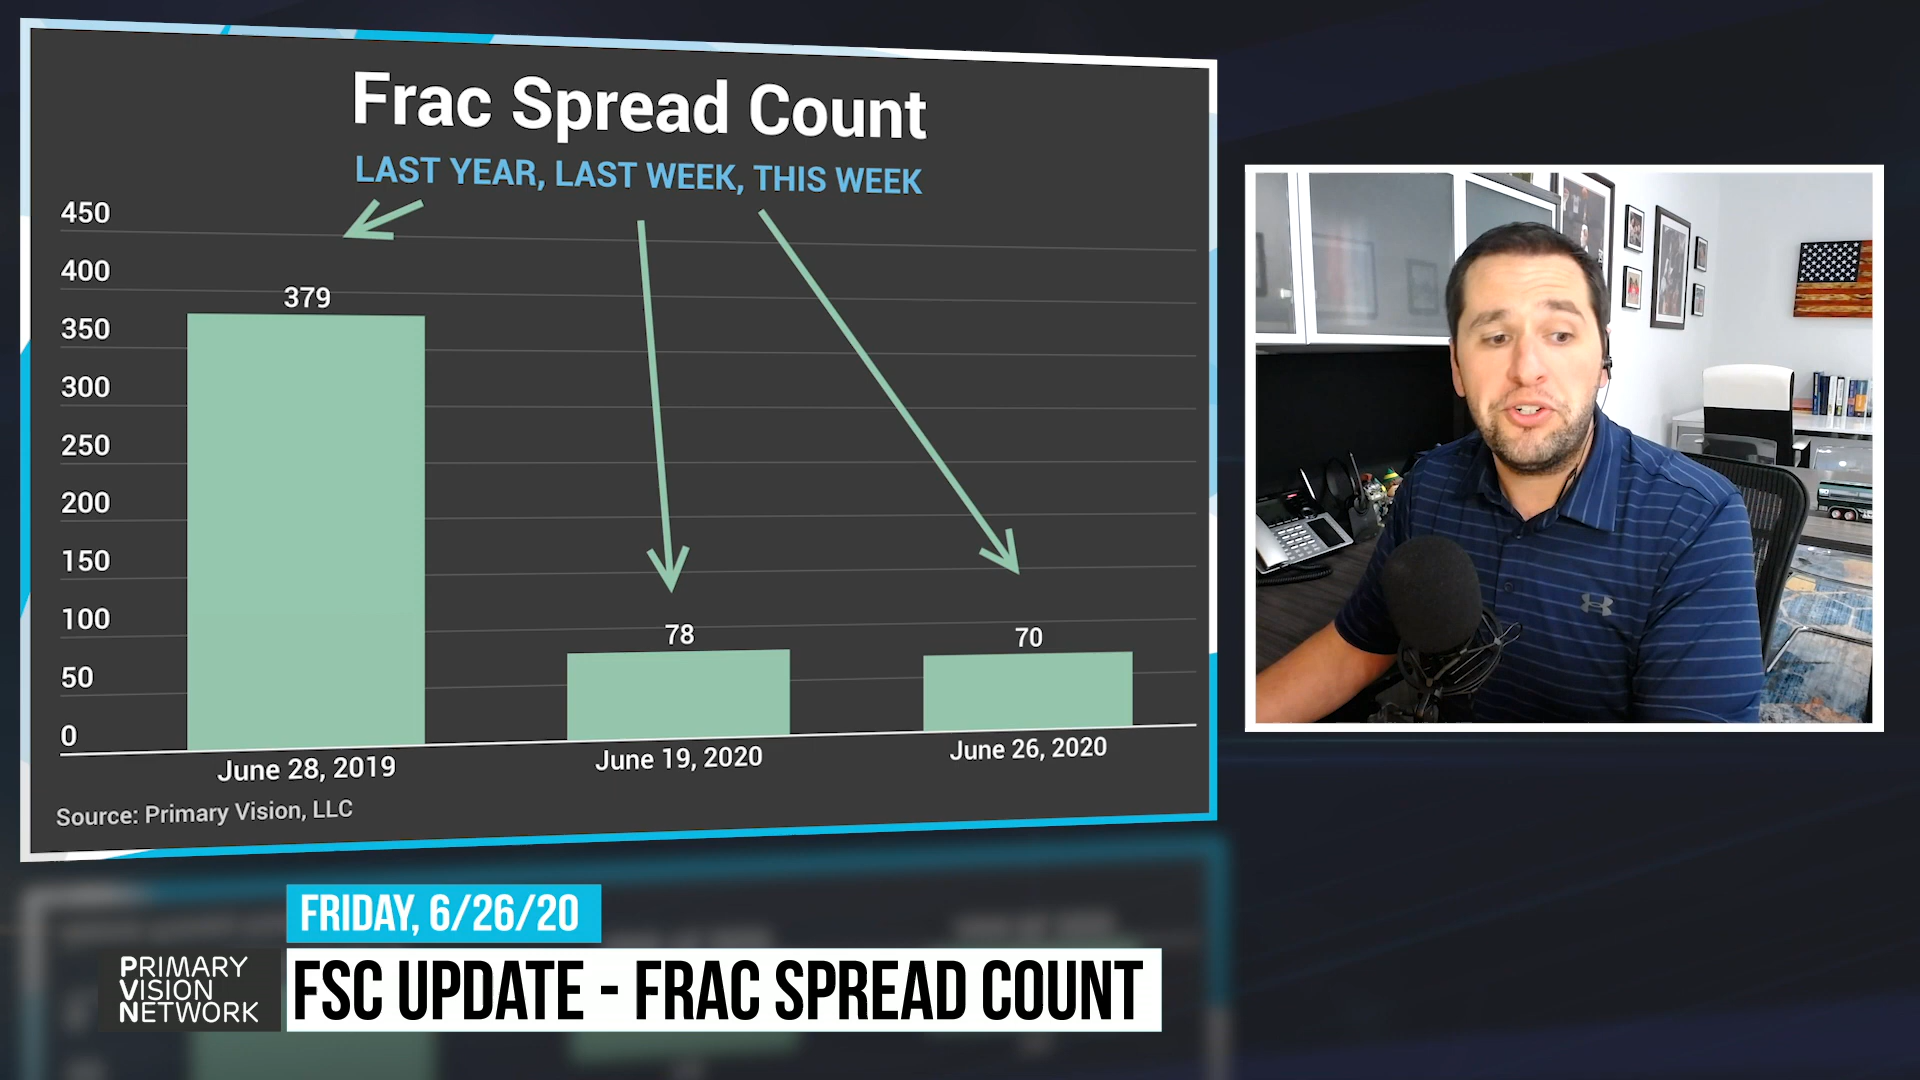 Frac Spread Count
LAST YEAR, LAST WEEK, THIS WEEK
450
400
350
300
250
200
150
100
50
0
379
78
70
June 28, 2019
June 19, 2020
June 26, 2020
Source: Primary Vision, LLC
FRIDAY, 6/26/20
PRIMARY
VISION
NETWORK
FSC UPDATE - FRAC SPREAD COUNT